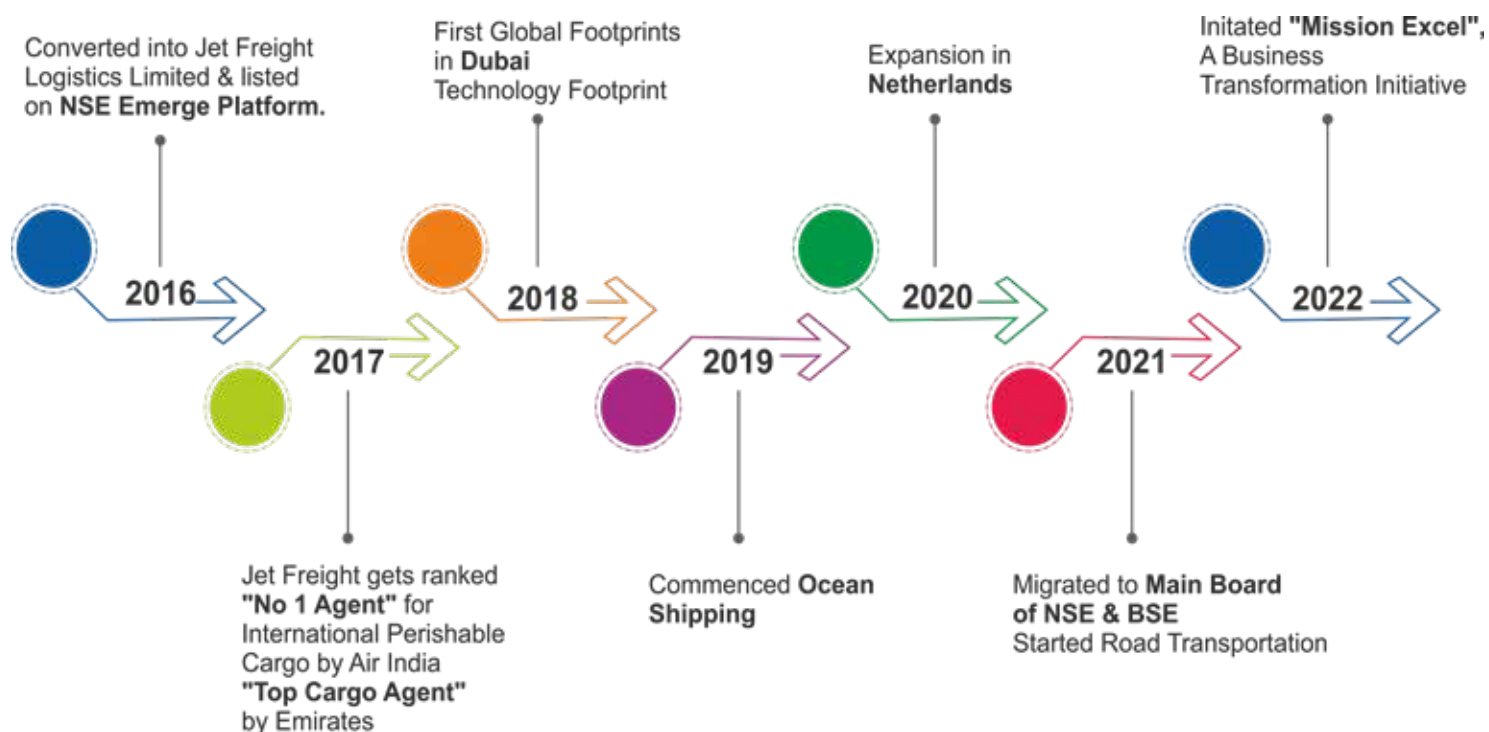 Converted into Jet Freight
Logistics Limited & listed
on NSE Emerge Platform.
2016
Jet Freight gets ranked
"No 1 Agent" for
International Perishable
Cargo by Air India
"Top Cargo Agent"
by Emirates
2017
First Global Footprints
in Dubai
Technology Footprint
2018
Commenced Ocean
Shipping
2019
Expansion in
Netherlands
2020
Migrated to Main Board
of NSE & BSE
Started Road Transportation
2021
Initated "Mission Excel",
A Business
Transformation Initiative
2022